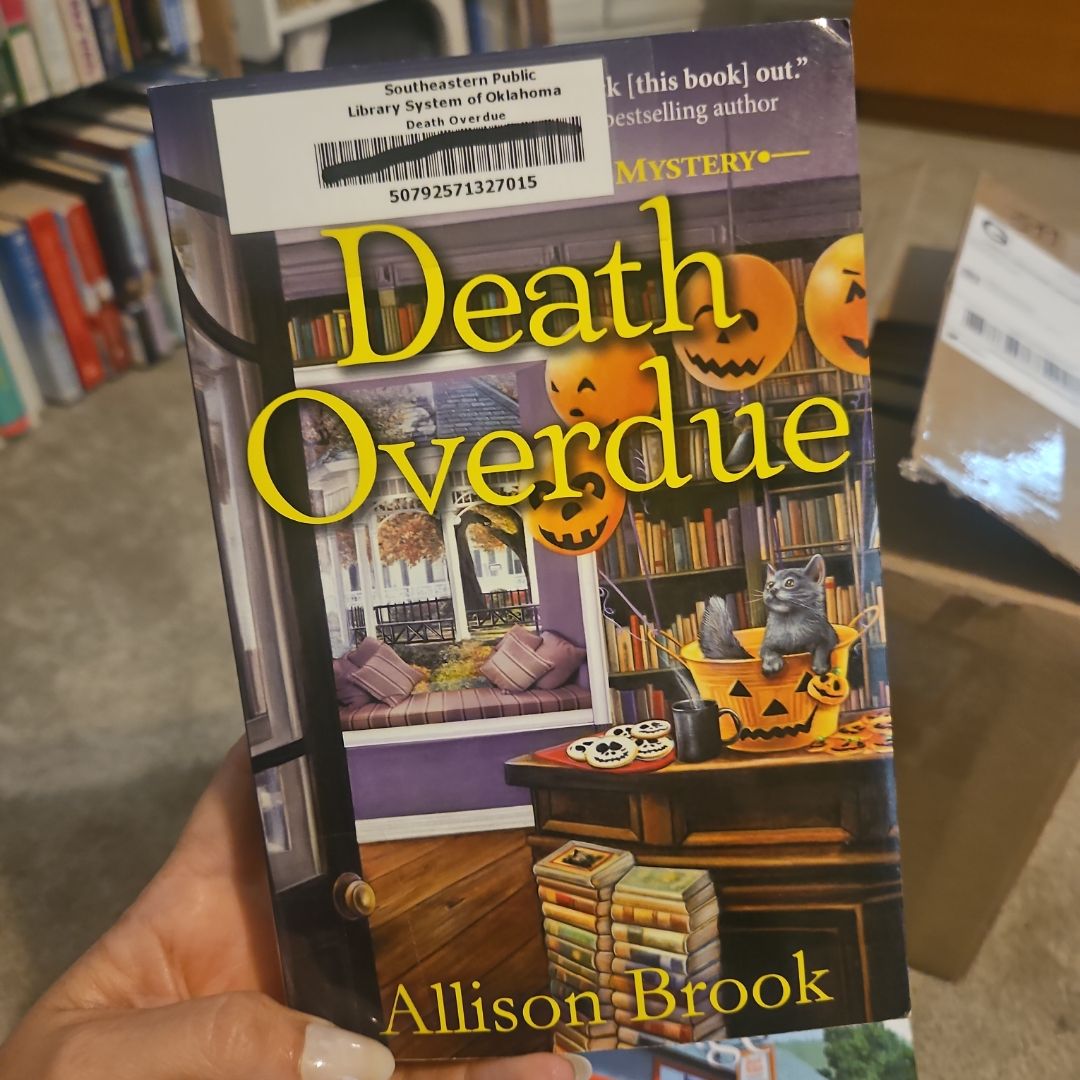 Southeastern Public
Library System of Oklahoma
Death Overdue
50792571327015
[this book] out.”
bestselling author
MYSTERY
Death
Overdue
Allison Brook